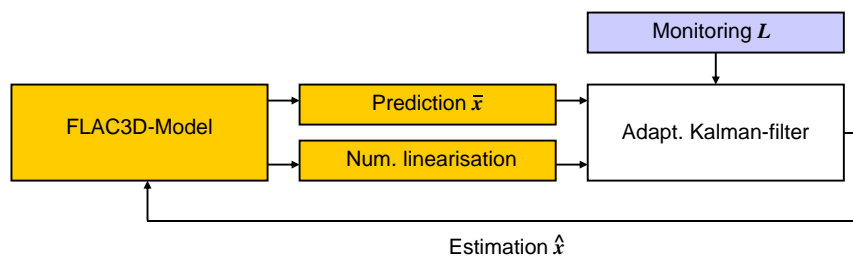 Monitoring L
FLAC3D-Model
Prediction x̄
Adapt. Kalman-filter
Num. linearisation
Estimation x̂